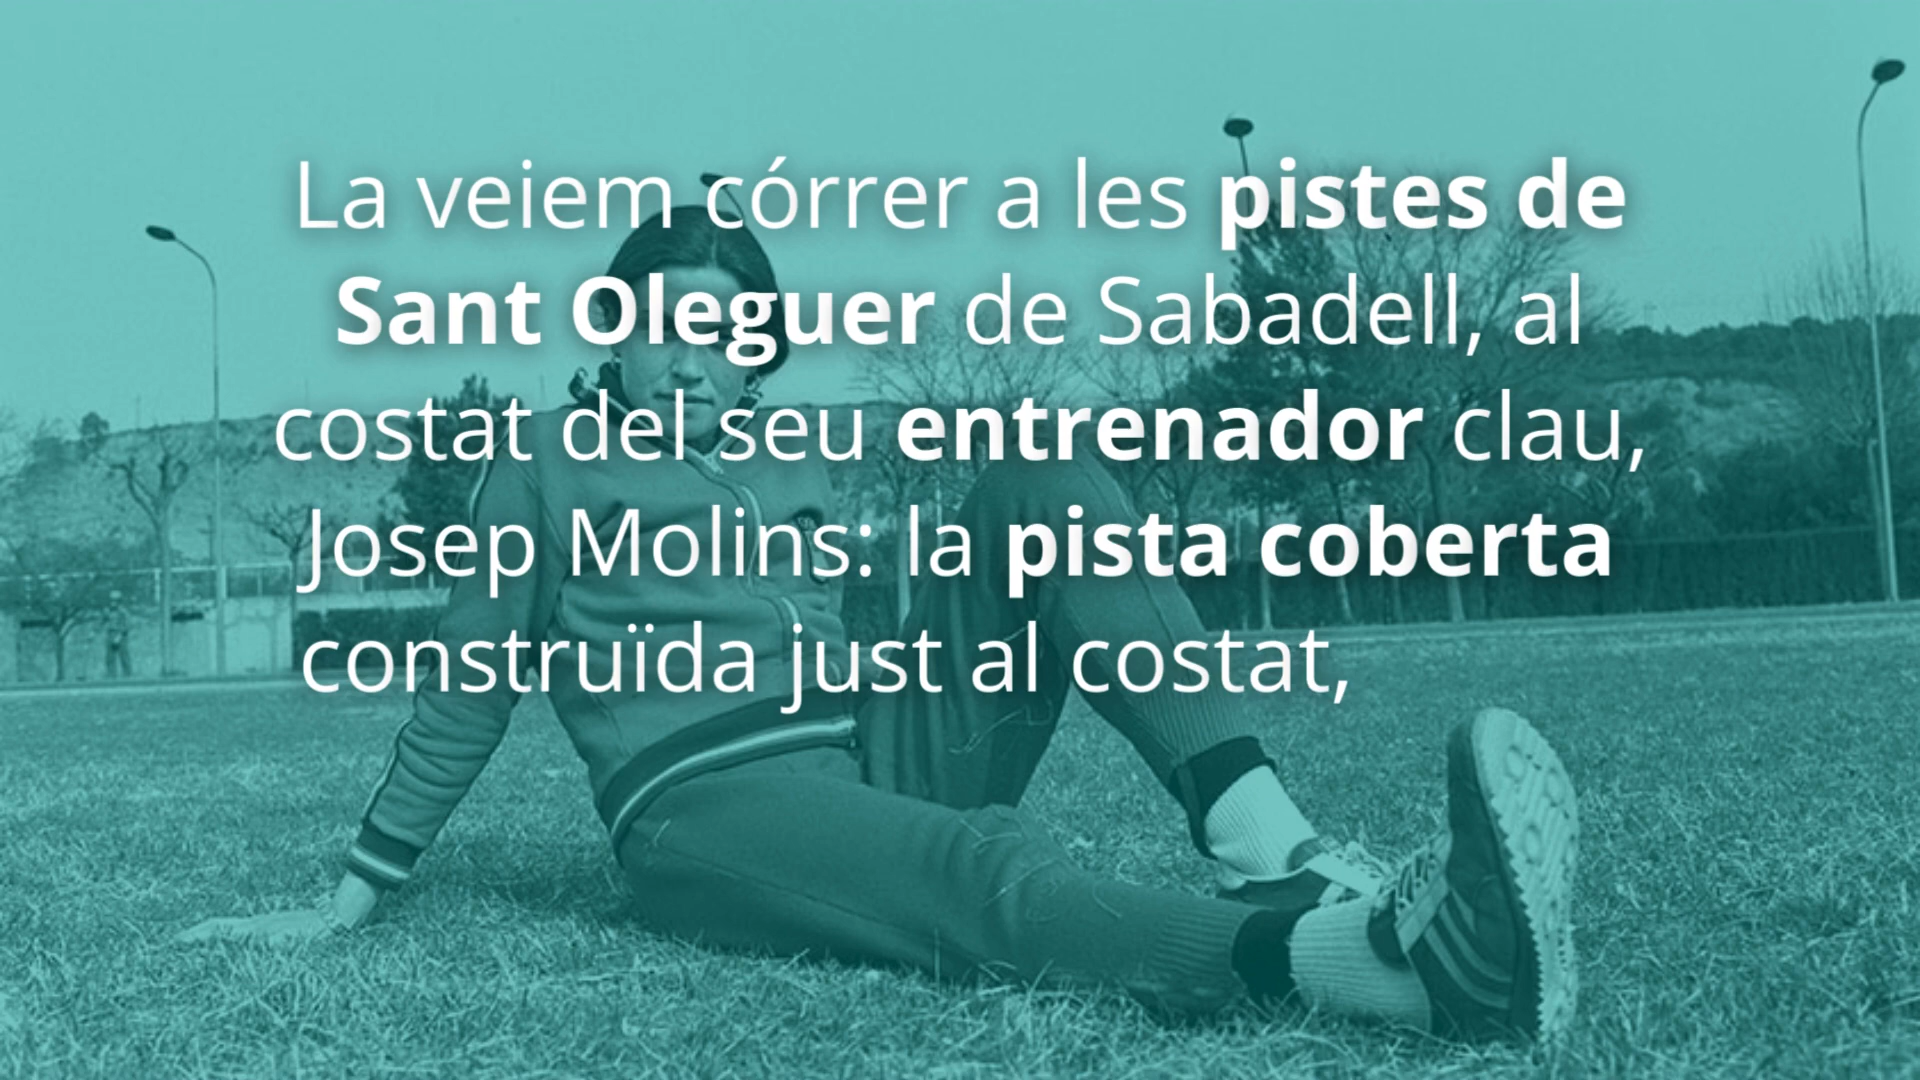 La veiem córrer a les pistes de
Sant Oleguer de Sabadell, al
costat del seu entrenador clau,
Josep Molins: la pista coberta
construïda just al costat,